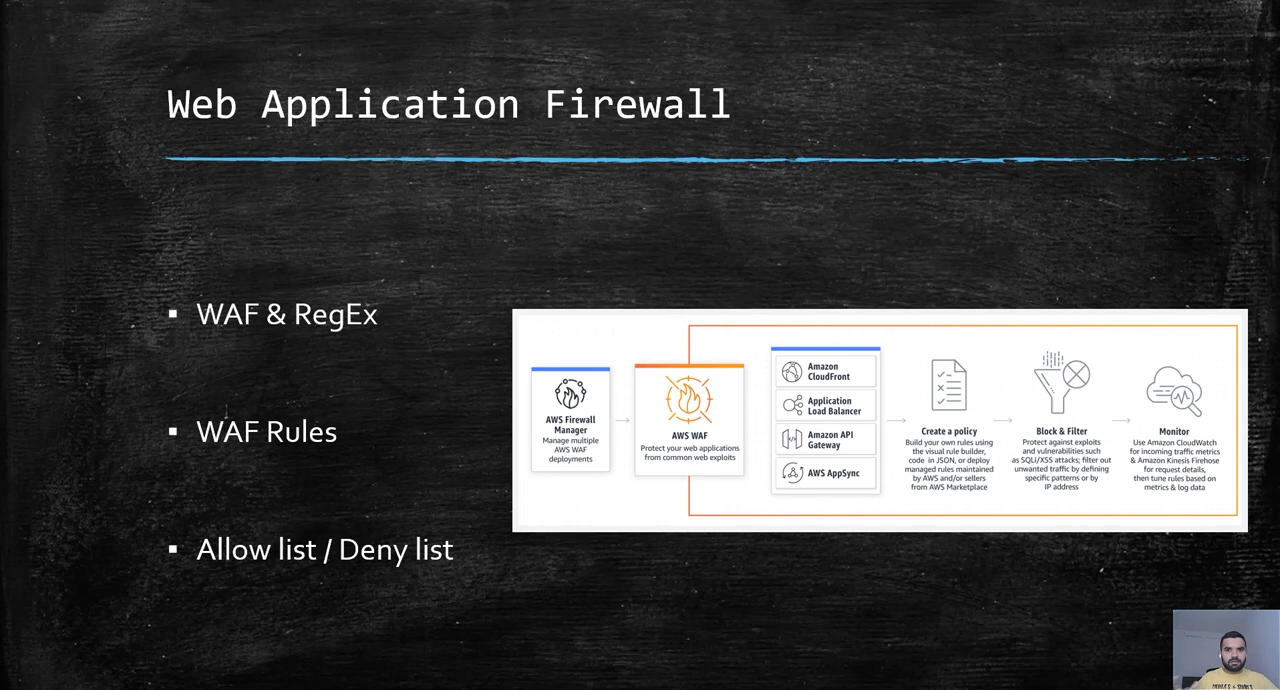 Web Application Firewall
▪ WAF & RegEx
▪ WAF Rules
▪ Allow list / Deny list
AWS Firewall
Manager
Manage multiple
AWS WAF
deployments
AWS WAF
Protect your web applications
from common web exploits
Amazon
CloudFront
Application
Load Balancer
Amazon API
Gateway
AWS AppSync
Create a policy
Build your own rules using
the visual rule builder,
code in JSON, or deploy
managed rules maintained
by AWS and/or sellers
from AWS Marketplace
Block & Filter
Protect against exploits
and vulnerabilities such
as SQLi/XSS attacks; filter out
unwanted traffic by defining
specific patterns or by
IP address
Monitor
Use Amazon CloudWatch
for incoming traffic metrics
& Amazon Kinesis Firehose
for request details,
then tune rules based on
metrics & log data